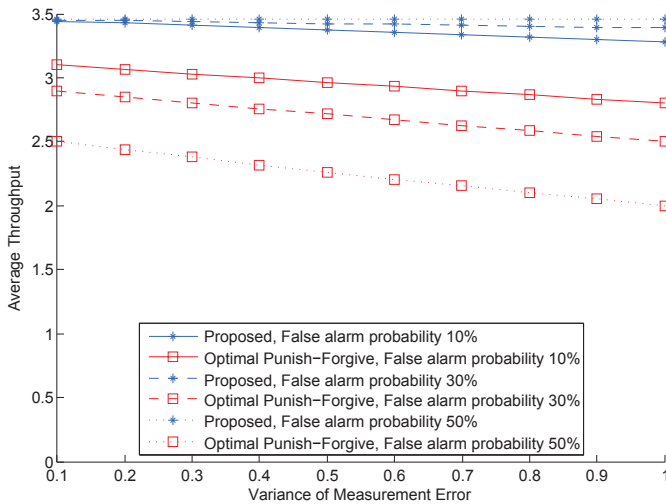 3.5
3
2.5
2
1.5
1
0.5
0
Average Throughput
Proposed, False alarm probability 10%
Optimal Punish−Forgive, False alarm probability 10%
Proposed, False alarm probability 30%
Optimal Punish−Forgive, False alarm probability 30%
Proposed, False alarm probability 50%
Optimal Punish−Forgive, False alarm probability 50%
0.1 0.2 0.3 0.4 0.5 0.6 0.7 0.8 0.9 1
Variance of Measurement Error